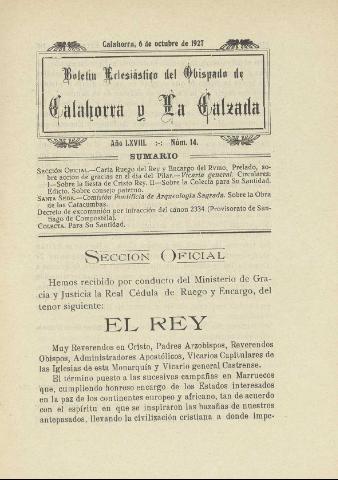 Calahorra, 6 de octubre de 1927
Boletín Eclesiástico del Obispado de
Calahorra y La Calzada
Año LXVIII. :-: Núm. 14.
SUMARIO
SECCIÓN OFICIAL.—Carta Ruego del Rey y Encargo del Rvmo. Prelado, so-
bre acción de gracias en el día del Pilar.—Vicaría general. Circulares:
I—Sobre la fiesta de Cristo Rey. II—Sobre la Colecta para Su Santidad.
Edicto. Sobre consejo paterno.
SANTA SEDE.—Comisión Pontificia de Arqueología Sagrada. Sobre la Obra
de las Catacumbas.
Decreto de excomunión por infracción del canon 2334 (Provisorato de San-
tiago de Compostela).
COLECTA. Para Su Santidad.
SECCIÓN OFICIAL
Hemos recibido por conducto del Ministerio de Gra-
cia y Justicia la Real Cédula de Ruego y Encargo, del
tenor siguiente:
EL REY
Muy Reverendos en Cristo, Padres Arzobispos, Reverendos
Obispos, Administradores Apostólicos, Vicarios Capitulares de
las Iglesias de esta Monarquía y Vicario general Castrense.
El término puesto a las sucesivas campañas en Marruecos
que, cumpliendo honroso encargo de los Estados interesados
en la paz de los continentes europeo y africano, tan de acuerdo
con el espíritu en que se inspiraron las hazañas de nuestros
antepasados, llevando la civilización cristiana a donde impe-